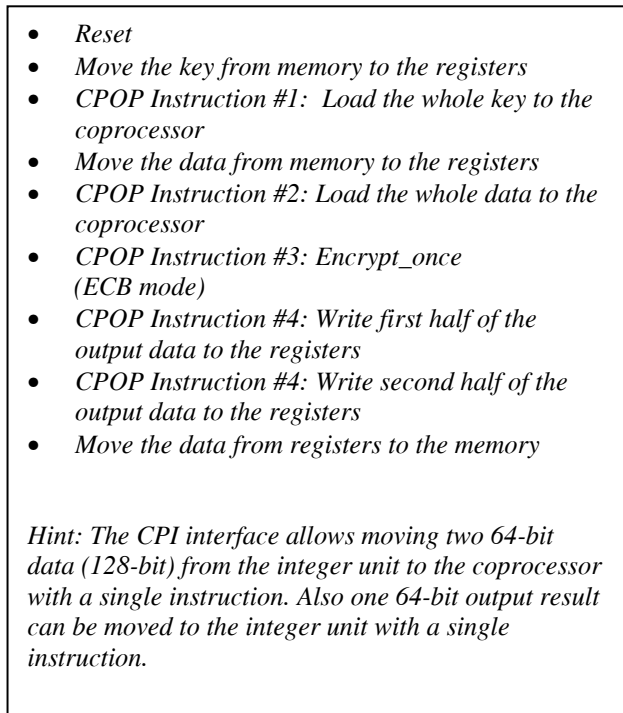 • Reset
• Move the key from memory to the registers
• CPOP Instruction #1: Load the whole key to the
coprocessor
• Move the data from memory to the registers
• CPOP Instruction #2: Load the whole data to the
coprocessor
• CPOP Instruction #3: Encrypt_once
(ECB mode)
• CPOP Instruction #4: Write first half of the
output data to the registers
• CPOP Instruction #4: Write second half of the
output data to the registers
• Move the data from registers to the memory
Hint: The CPI interface allows moving two 64-bit
data (128-bit) from the integer unit to the coprocessor
with a single instruction. Also one 64-bit output result
can be moved to the integer unit with a single
instruction.